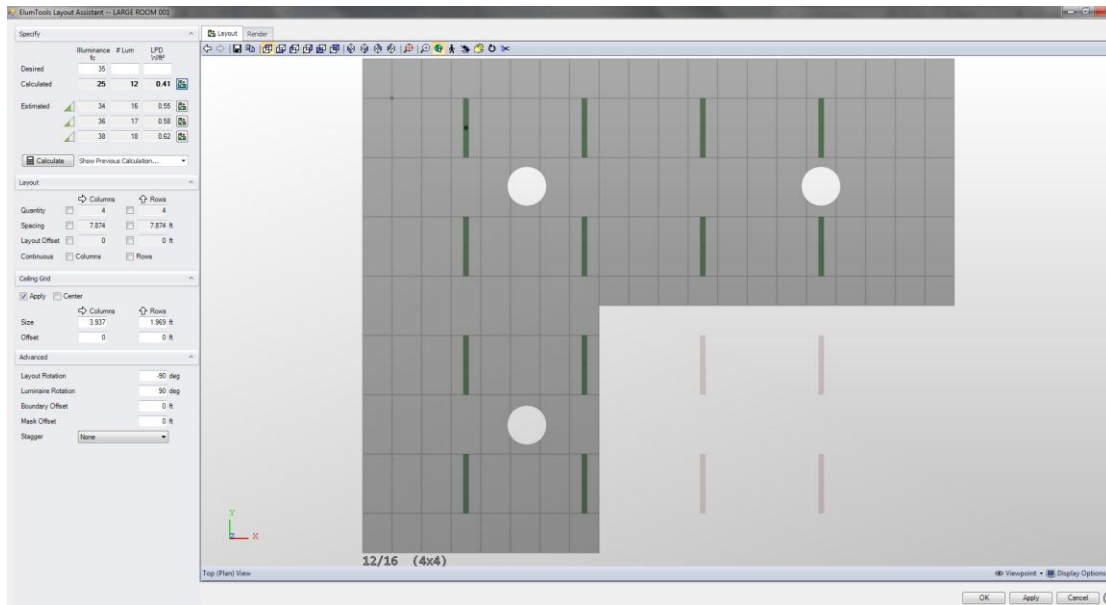 ElumTools Layout Assistant -- LARGE ROOM 001
Specify
Layout Render
Illuminance fc # Lum LPD W/ft²
Desired 35
Calculated 25 12 0.41
Estimated 34 16 0.55
36 17 0.58
38 18 0.62
Calculate Show Previous Calculation...
Layout
Columns Rows
Quantity 4 4
Spacing 7.874 7.874 ft
Layout Offset 0 0 ft
Continuous Columns Rows
Ceiling Grid
Apply Center
Columns Rows
Size 3.937 1.969 ft
Offset 0 0 ft
Advanced
Layout Rotation -90 deg
Luminaire Rotation 90 deg
Boundary Offset 0 ft
Mask Offset 0 ft
Stagger None
Y
Z X
12/16 (4x4)
Top (Plan) View Viewpoint Display Options
OK Apply Cancel